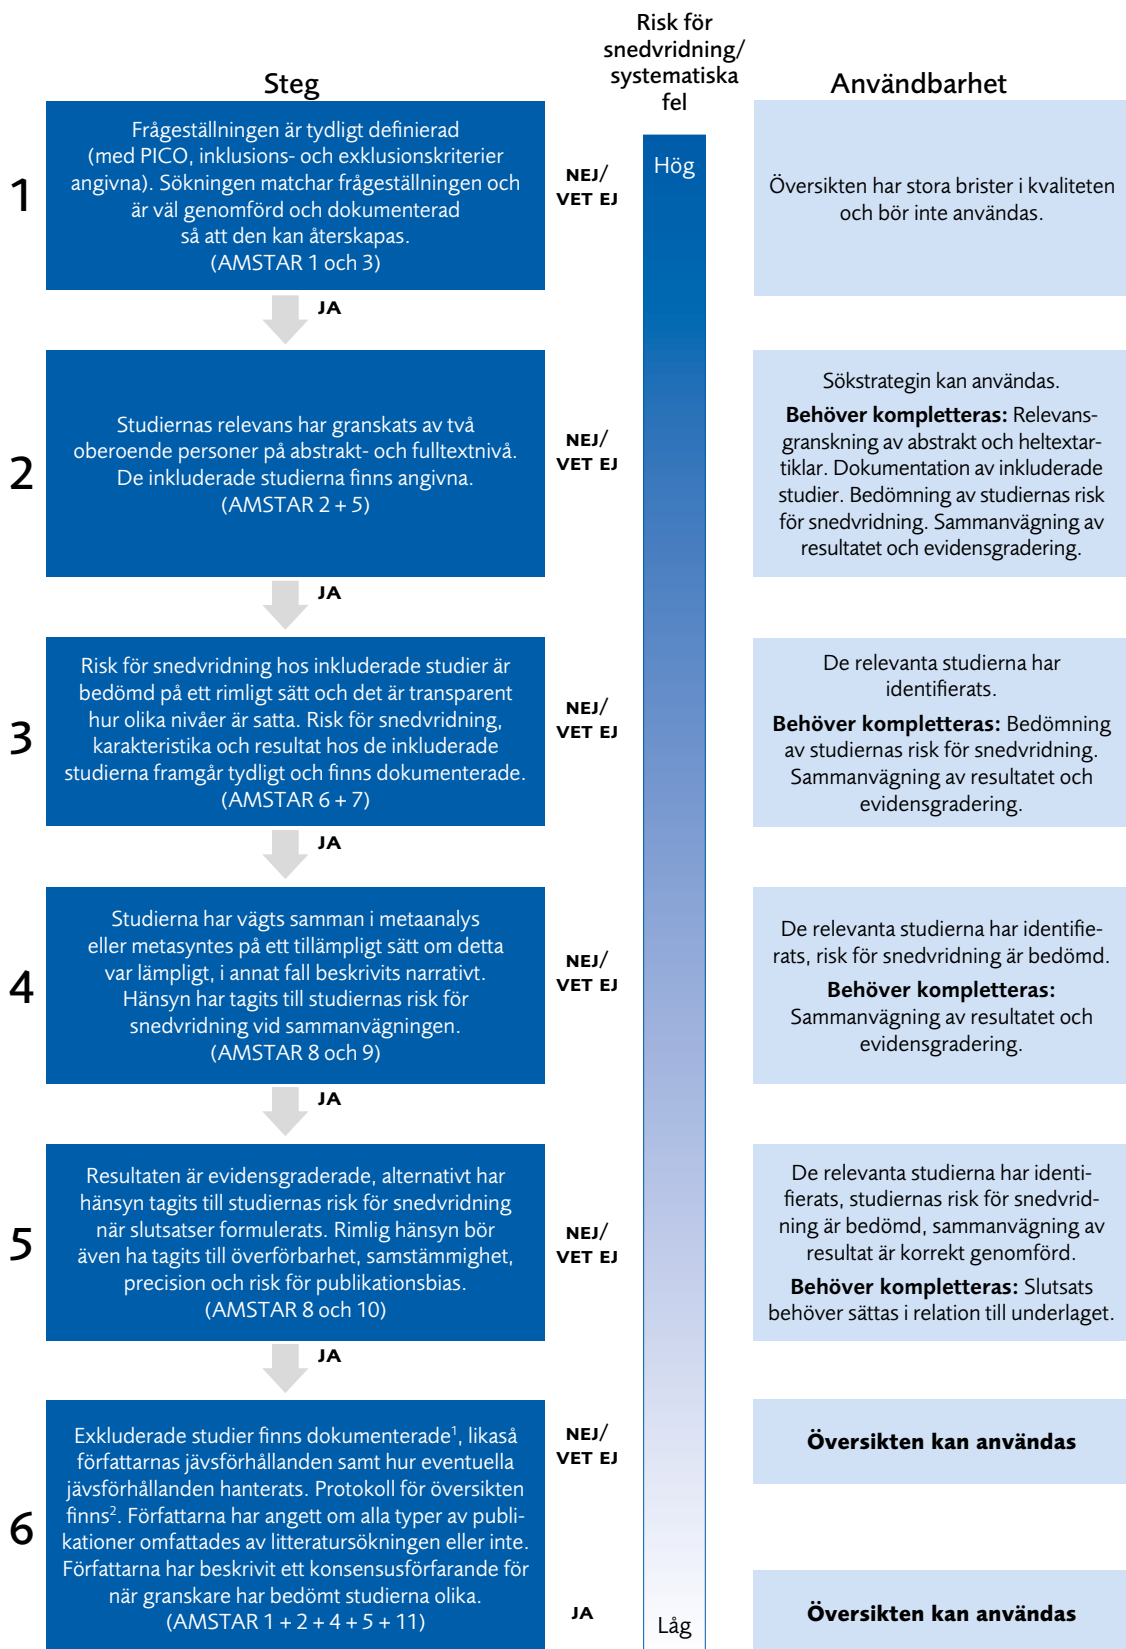 Steg
Risk för
snedvridning/
systematiska
fel
Användbarhet
1
Frågeställningen är tydligt definierad
(med PICO, inklusions- och exklusionskriterier
angivna). Sökningen matchar frågeställningen och
är väl genomförd och dokumenterad
så att den kan återskapas.
(AMSTAR 1 och 3)
NEJ/
VET EJ
Hög
Översikten har stora brister i kvaliteten
och bör inte användas.
JA
2
Studiernas relevans har granskats av två
oberoende personer på abstrakt- och fulltextnivå.
De inkluderade studierna finns angivna.
(AMSTAR 2 + 5)
NEJ/
VET EJ
Sökstrategin kan användas.
Behöver kompletteras: Relevans-
granskning av abstrakt och heltextar-
tiklar. Dokumentation av inkluderade
studier. Bedömning av studiernas risk
för snedvridning. Sammanvägning av
resultatet och evidensgradering.
JA
3
Risk för snedvridning hos inkluderade studier är
bedömd på ett rimligt sätt och det är transparent
hur olika nivåer är satta. Risk för snedvridning,
karakteristika och resultat hos de inkluderade
studierna framgår tydligt och finns dokumenterade.
(AMSTAR 6 + 7)
NEJ/
VET EJ
De relevanta studierna har
identifierats.
Behöver kompletteras: Bedömning
av studiernas risk för snedvridning.
Sammanvägning av resultatet och
evidensgradering.
JA
4
Studierna har vägts samman i metaanalys
eller metasyntes på ett tillämpligt sätt om detta
var lämpligt, i annat fall beskrivits narrativt.
Hänsyn har tagits till studiernas risk för
snedvridning vid sammanvägningen.
(AMSTAR 8 och 9)
NEJ/
VET EJ
De relevanta studierna har identifie-
rats, risk för snedvridning är bedömd.
Behöver kompletteras:
Sammanvägning av resultatet och
evidensgradering.
JA
5
Resultaten är evidensgraderade, alternativt har
hänsyn tagits till studiernas risk för snedvridning
när slutsatser formulerats. Rimlig hänsyn bör
även ha tagits till överförbarhet, samstämmighet,
precision och risk för publikationsbias.
(AMSTAR 8 och 10)
NEJ/
VET EJ
De relevanta studierna har identi-
fierats, studiernas risk för snedvrid-
ning är bedömd, sammanvägning av
resultat är korrekt genomförd.
Behöver kompletteras: Slutsats
behöver sättas i relation till underlaget.
JA
6
Exkluderade studier finns dokumenterade¹, likaså
författarnas jävsförhållanden samt hur eventuella
jävsförhållanden hanterats. Protokoll för översikten
finns². Författarna har angett om alla typer av publi-
kationer omfattades av litteratursökningen eller inte.
Författarna har beskrivit ett konsensusförfarande för
när granskare har bedömt studierna olika.
(AMSTAR 1 + 2 + 4 + 5 + 11)
NEJ/
VET EJ
Översikten kan användas
JA
Låg
Översikten kan användas